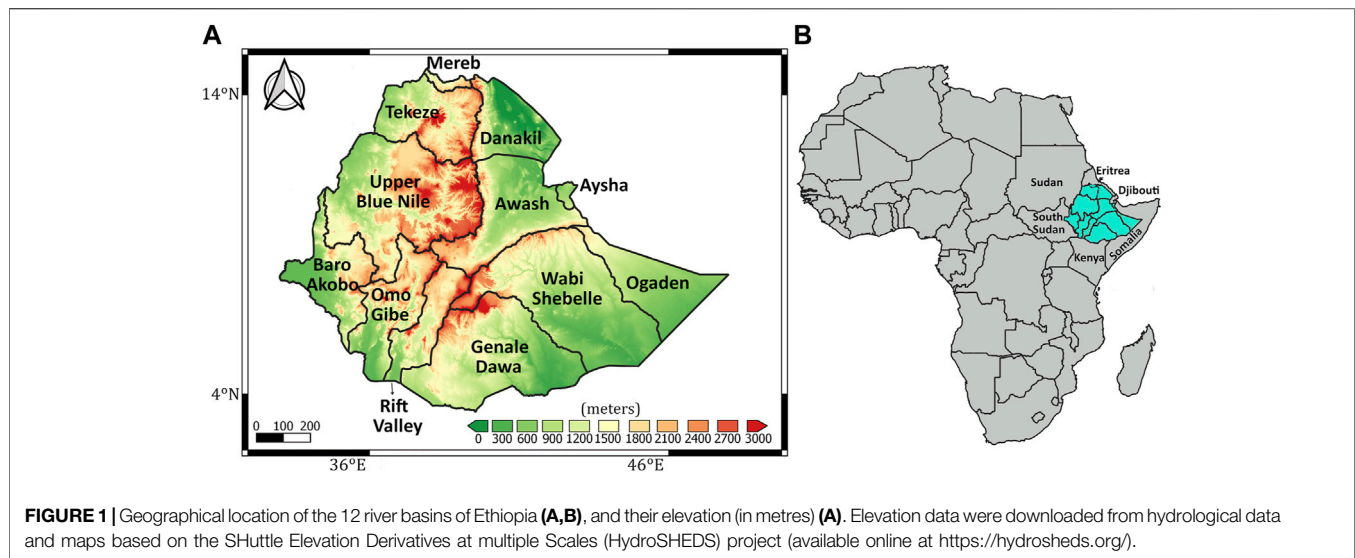 A
B
Mereb
14°N
Tekeze
Danakil
Upper
Blue Nile
Aysha
Awash
Baro
Akobo
Omo
Gibe
Wabi
Shebelle
Ogaden
Genale
Dawa
4°N
Rift
Valley
(meters)
0 100 200
0 300 600 900 1200 1500 1800 2100 2400 2700 3000
36°E
46°E
Eritrea
Sudan
Djibouti
South
Sudan
Somalia
Kenya
FIGURE 1 | Geographical location of the 12 river basins of Ethiopia (A,B), and their elevation (in metres) (A). Elevation data were downloaded from hydrological data
and maps based on the SHuttle Elevation Derivatives at multiple Scales (HydroSHEDS) project (available online at https://hydrosheds.org/).